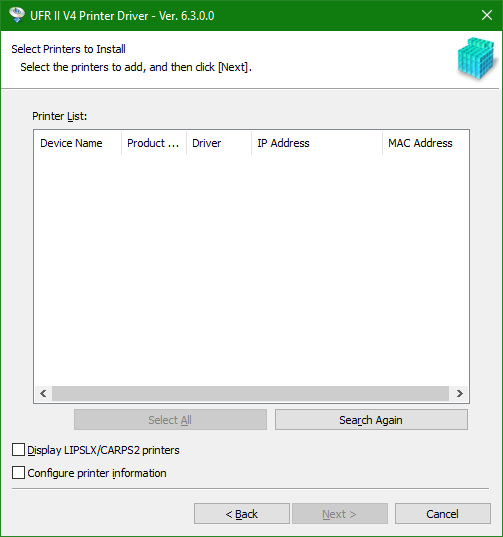 UFR II V4 Printer Driver - Ver. 6.3.0.0
Select Printers to Install
Select the printers to add, and then click [Next].
Printer List:
Device Name Product ... Driver IP Address MAC Address
Select All Search Again
Display LIPSLX/CARPS2 printers
Configure printer information
< Back Next > Cancel